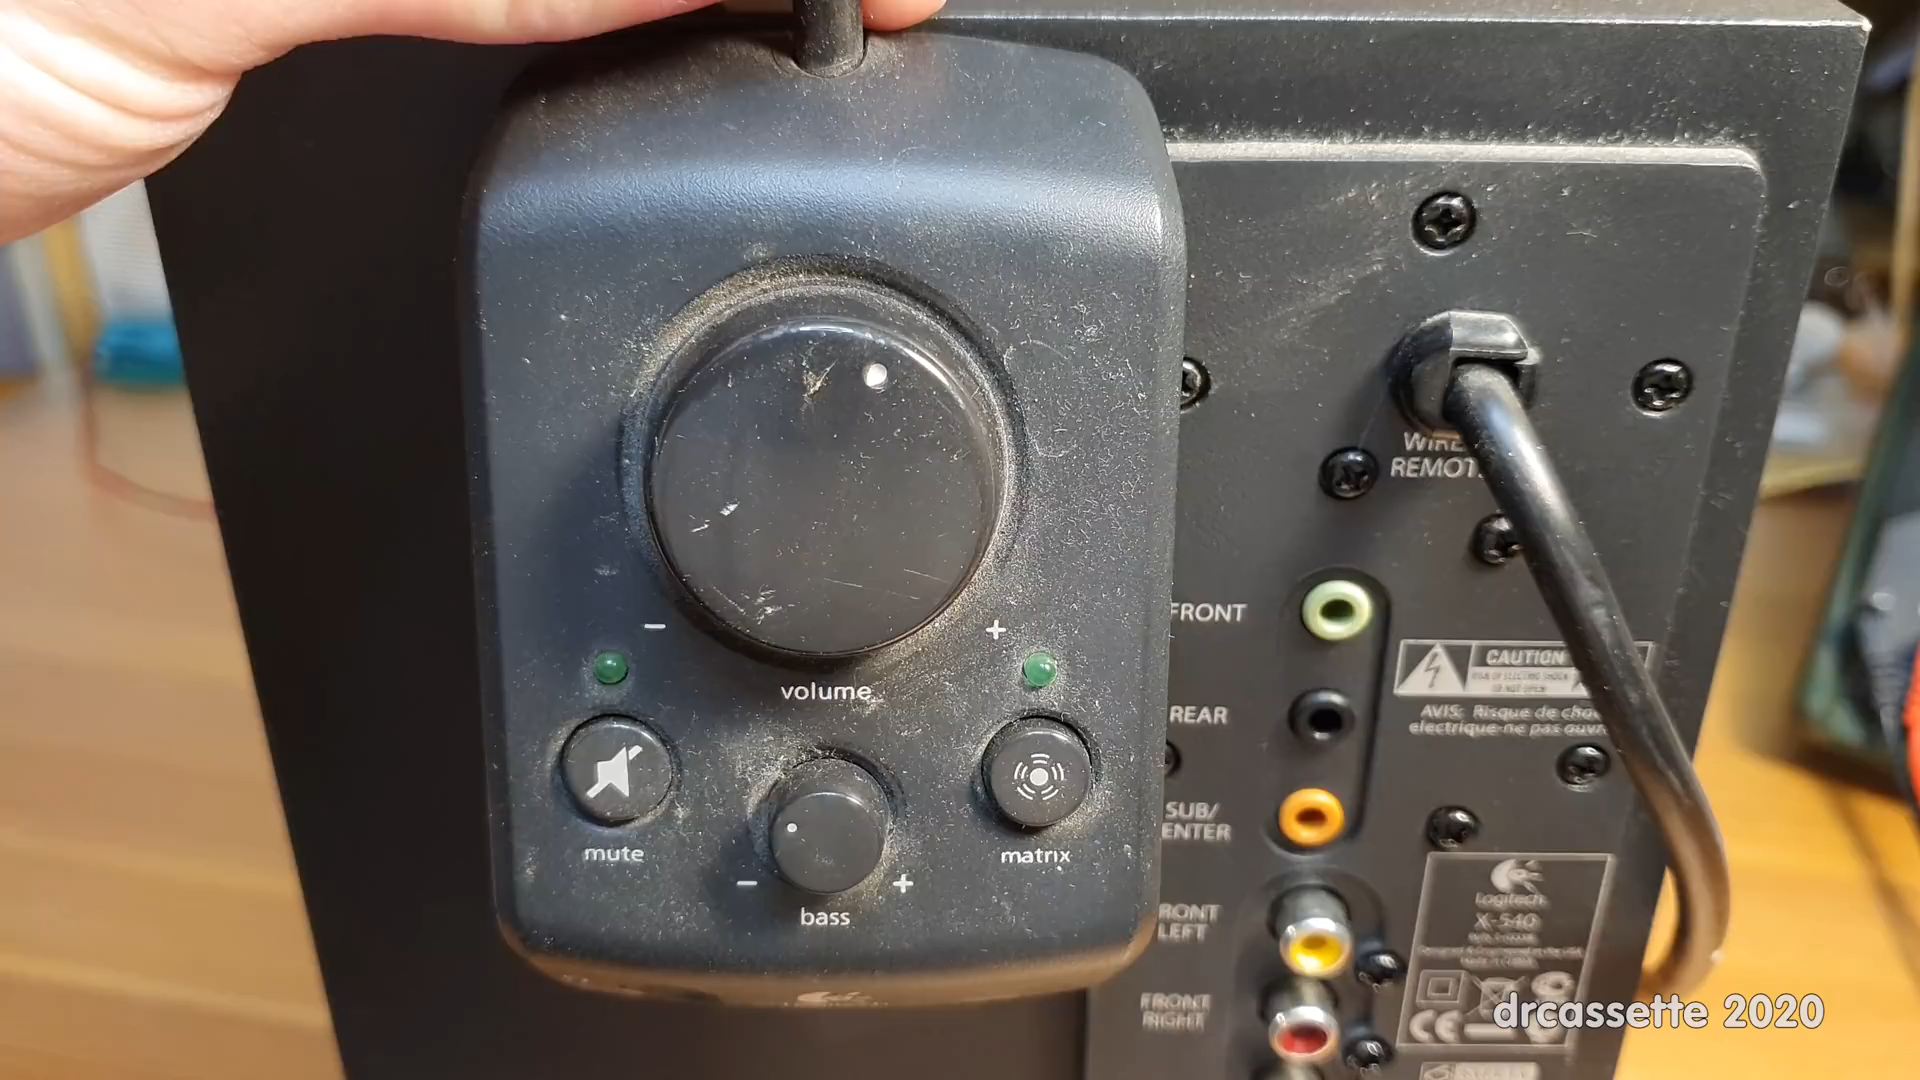 volume
mute
matrix
bass
REMOT
FRONT
REAR
SUB/
ENTER
RONT
LEFT
FRONT
RIGHT
CAUTION
AVIS: Risque de cho
electrique-ne pas ouvr
Logitech
X-540
CE
drcassette 2020